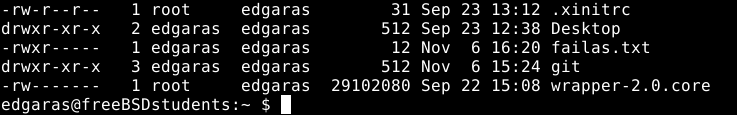 -rw-r--r--   1 root     edgaras        31 Sep 23 13:12 .xinitrc
drwxr-xr-x   2 edgaras  edgaras       512 Sep 23 12:38 Desktop
-rwxr-----   1 edgaras  edgaras        12 Nov  6 16:20 failas.txt
drwxr-xr-x   3 edgaras  edgaras       512 Nov  6 15:24 git
-rw-------   1 root     edgaras  29102080 Sep 22 15:08 wrapper-2.0.core
edgaras@freeBSDstudents:~ $